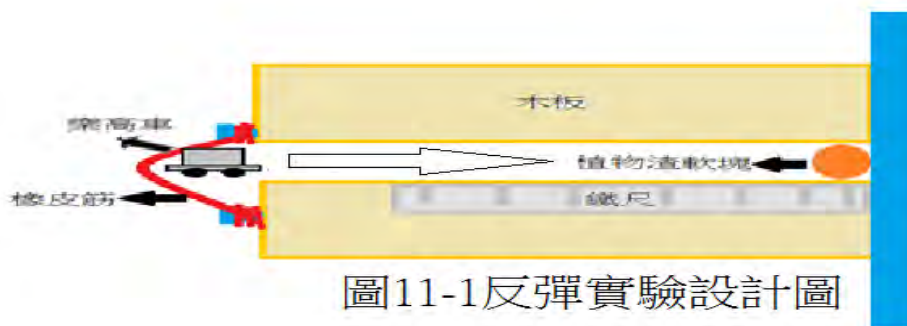 木板
樂高車
植物渣軟塊
橡皮筋
鐵尺
圖11-1反彈實驗設計圖